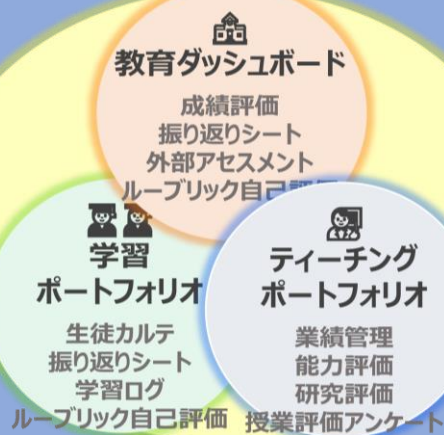 教育ダッシュボード
成績評価
振り返りシート
外部アセスメント
ルーブリック自己評価
学習
ポートフォリオ
生徒カルテ
振り返りシート
学習ログ
ルーブリック自己評価
ティーチング
ポートフォリオ
業績管理
能力評価
研究評価
授業評価アンケート